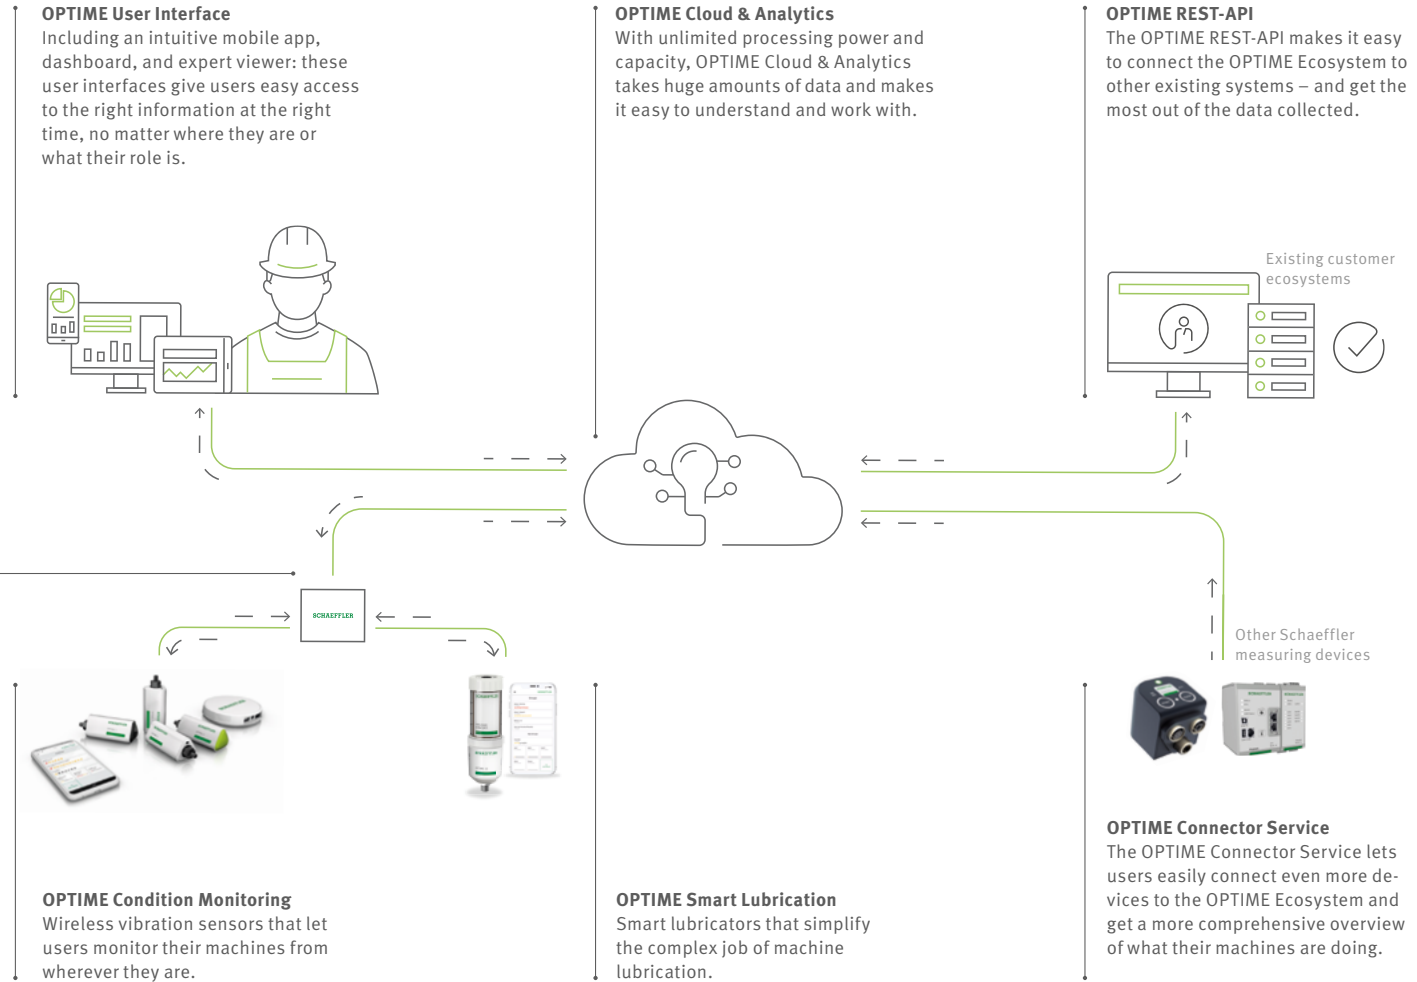 OPTIME User Interface
Including an intuitive mobile app,
dashboard, and expert viewer: these
user interfaces give users easy access
to the right information at the right
time, no matter where they are or
what their role is.
OPTIME Cloud & Analytics
With unlimited processing power and
capacity, OPTIME Cloud & Analytics
takes huge amounts of data and makes
it easy to understand and work with.
OPTIME REST-API
The OPTIME REST-API makes it easy
to connect the OPTIME Ecosystem to
other existing systems – and get the
most out of the data collected.
Existing customer
ecosystems
SCHAEFFLER
Other Schaeffler
measuring devices
OPTIME Condition Monitoring
Wireless vibration sensors that let
users monitor their machines from
wherever they are.
OPTIME Smart Lubrication
Smart lubricators that simplify
the complex job of machine
lubrication.
OPTIME Connector Service
The OPTIME Connector Service lets
users easily connect even more de-
vices to the OPTIME Ecosystem and
get a more comprehensive overview
of what their machines are doing.